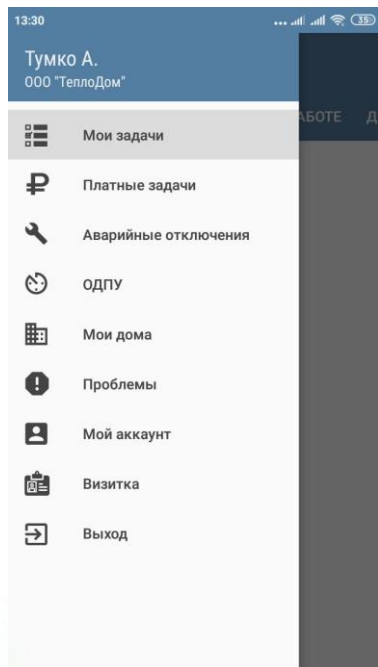 13:30
35
Тумко А.
ООО "ТеплоДом"
АБОТЕ Д
Мои задачи
Платные задачи
Аварийные отключения
ОДПУ
Мои дома
Проблемы
Мой аккаунт
Визитка
Выход